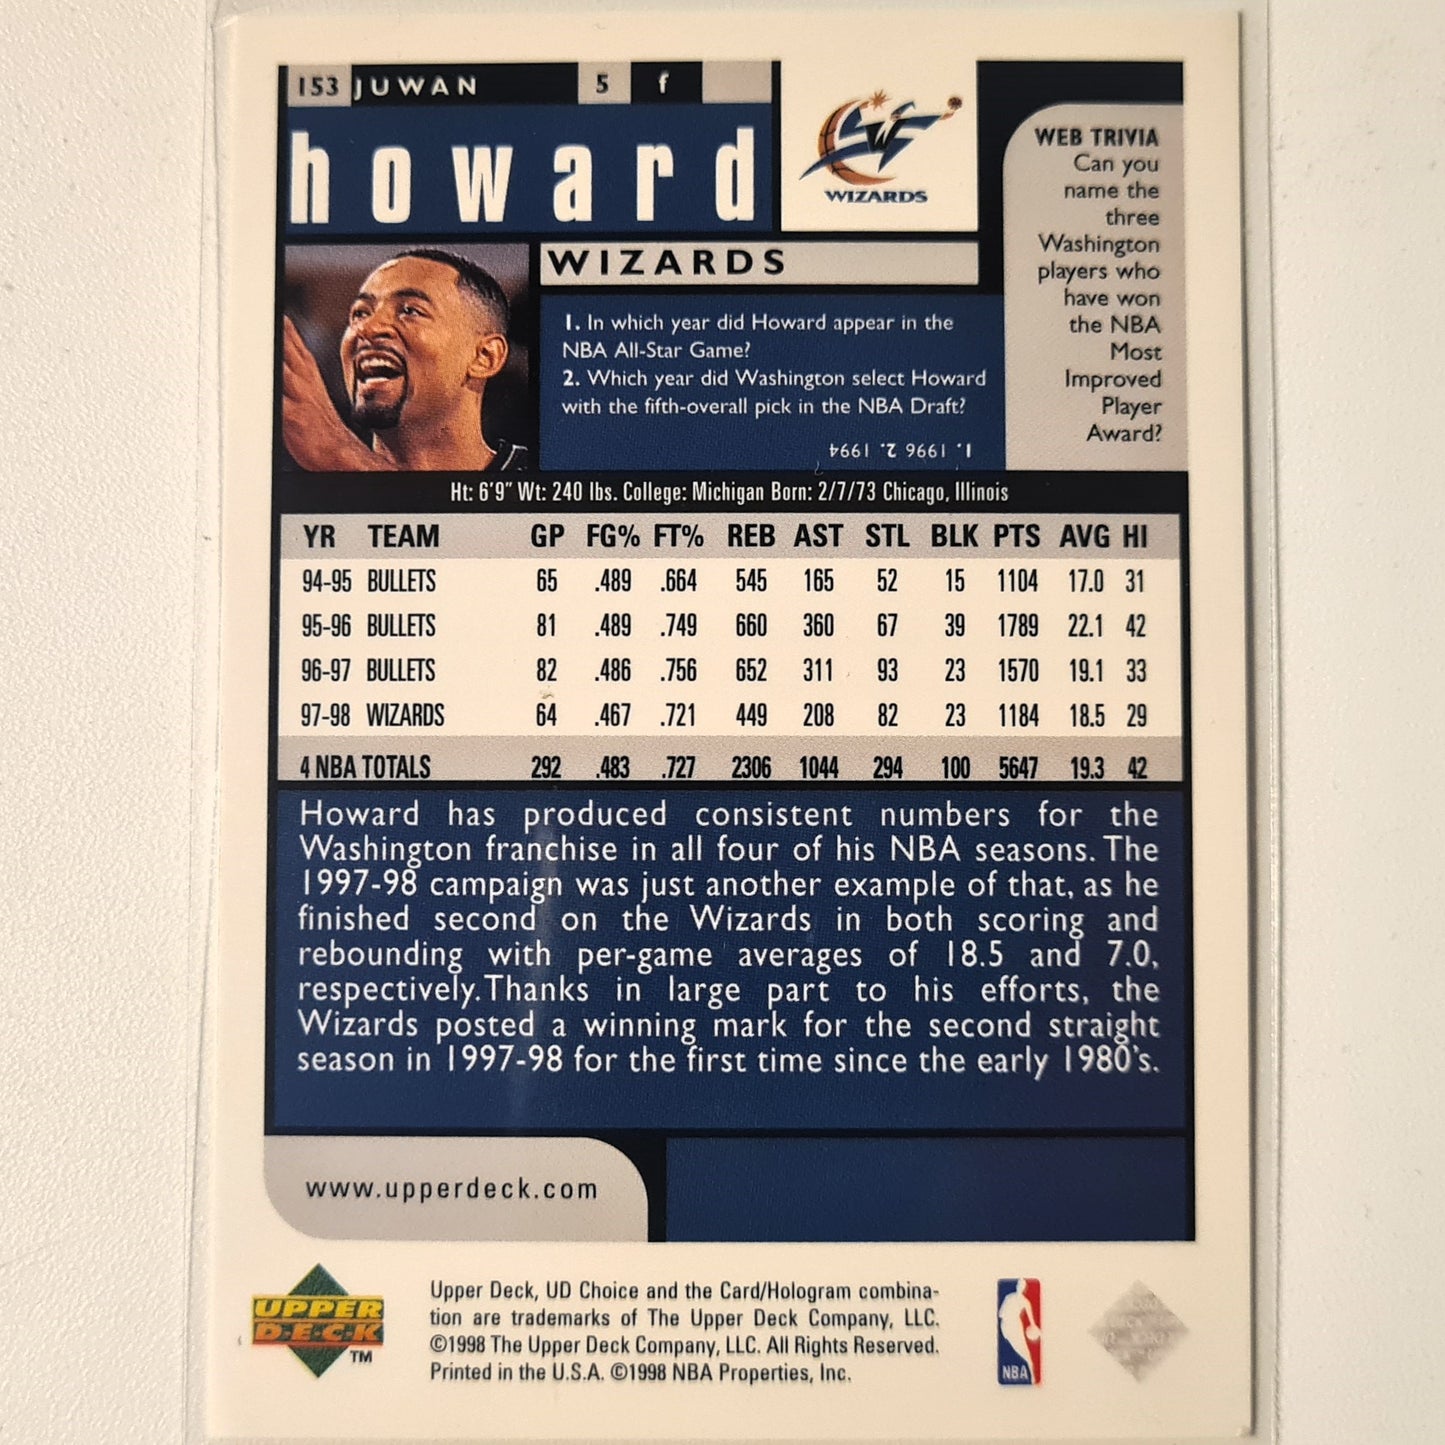 153 JUWAN 5 f
howard
WIZARDS
WIZARDS
WEB TRIVIA
Can you
name the
three
Washington
players who
have won
the NBA
Most
Improved
Player
Award?
1. In which year did Howard appear in the
NBA All-Star Game?
2. Which year did Washington select Howard
with the fifth-overall pick in the NBA Draft?
1. 1996 2. 1994
Ht: 6'9" Wt: 240 lbs. College: Michigan Born: 2/7/73 Chicago, Illinois
YR TEAM GP FG% FT% REB AST STL BLK PTS AVG HI
94-95 BULLETS 65 .489 .664 545 165 52 15 1104 17.0 31
95-96 BULLETS 81 .489 .749 660 360 67 39 1789 22.1 42
96-97 BULLETS 82 .486 .756 652 311 93 23 1570 19.1 33
97-98 WIZARDS 64 .467 .721 449 208 82 23 1184 18.5 29
4 NBA TOTALS 292 .483 .727 2306 1044 294 100 5647 19.3 42
Howard has produced consistent numbers for the
Washington franchise in all four of his NBA seasons. The
1997-98 campaign was just another example of that, as he
finished second on the Wizards in both scoring and
rebounding with per-game averages of 18.5 and 7.0,
respectively. Thanks in large part to his efforts, the
Wizards posted a winning mark for the second straight
season in 1997-98 for the first time since the early 1980's.
www.upperdeck.com
UPPER
DECK
TM
Upper Deck, UD Choice and the Card/Hologram combina-
tion are trademarks of The Upper Deck Company, LLC.
©1998 The Upper Deck Company, LLC. All Rights Reserved.
Printed in the U.S.A. ©1998 NBA Properties, Inc.
NBA